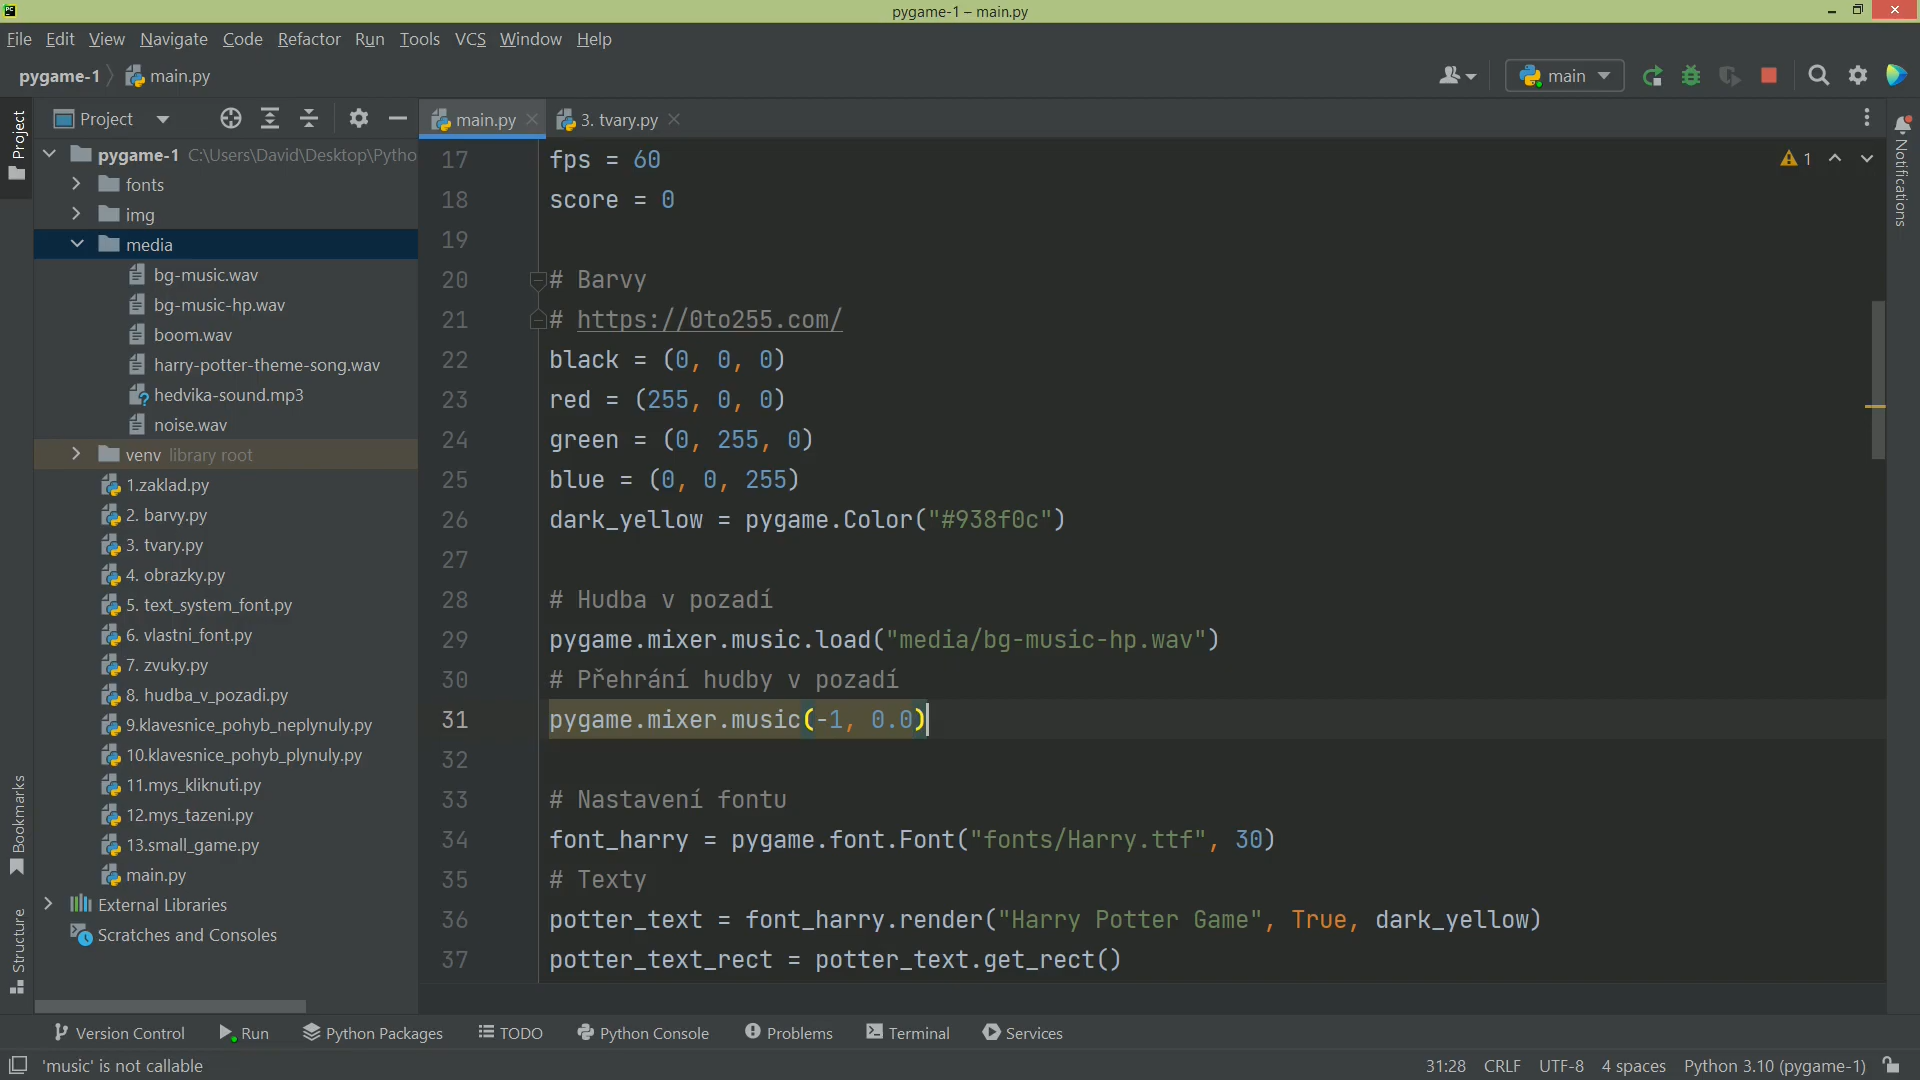 pygame-1 – main.py
File Edit View Navigate Code Refactor Run Tools VCS Window Help
pygame-1 main.py
main
Project
Project
pygame-1 C:\Users\David\Desktop\Pytho
fonts
img
media
bg-music.wav
bg-music-hp.wav
boom.wav
harry-potter-theme-song.wav
hedvika-sound.mp3
noise.wav
venv library root
1.zaklad.py
2. barvy.py
3. tvary.py
4. obrazky.py
5. text_system_font.py
6. vlastni_font.py
7. zvuky.py
8. hudba_v_pozadi.py
9.klavesnice_pohyb_neplynuly.py
10.klavesnice_pohyb_plynuly.py
11.mys_kliknuti.py
12.mys_tazeni.py
13.small_game.py
main.py
External Libraries
Scratches and Consoles
Bookmarks
Structure
main.py 3. tvary.py
1
17 fps = 60
18 score = 0
19
20 # Barvy
21 # https://0to255.com/
22 black = (0, 0, 0)
23 red = (255, 0, 0)
24 green = (0, 255, 0)
25 blue = (0, 0, 255)
26 dark_yellow = pygame.Color("#938f0c")
27
28 # Hudba v pozadí
29 pygame.mixer.music.load("media/bg-music-hp.wav")
30 # Přehrání hudby v pozadí
31 pygame.mixer.music(-1, 0.0)
32
33 # Nastavení fontu
34 font_harry = pygame.font.Font("fonts/Harry.ttf", 30)
35 # Texty
36 potter_text = font_harry.render("Harry Potter Game", True, dark_yellow)
37 potter_text_rect = potter_text.get_rect()
Notifications
Version Control Run Python Packages TODO Python Console Problems Terminal Services
'music' is not callable
31:28 CRLF UTF-8 4 spaces Python 3.10 (pygame-1)